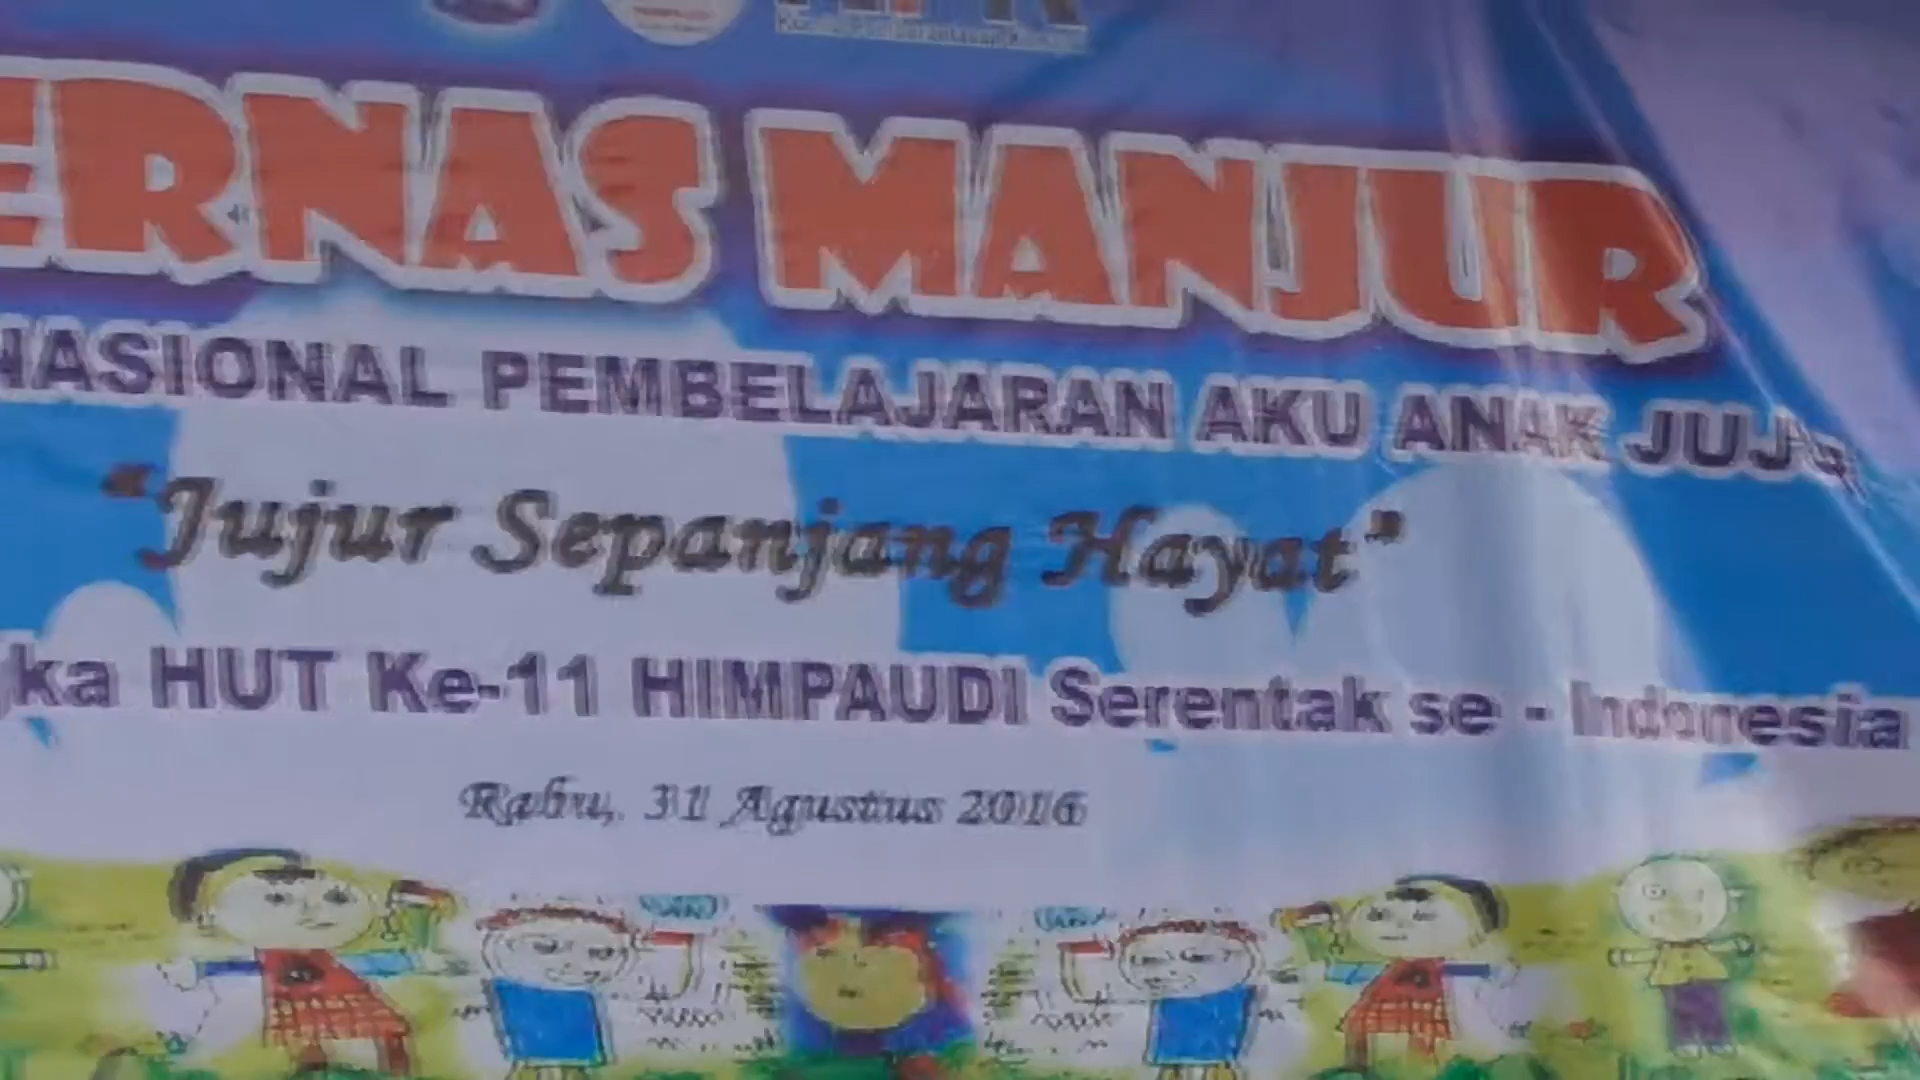 ERNAS MANJUR
NASIONAL PEMBELAJARAN AKU ANAK
"Jujur Sepanjang Hayat"
ka HUT Ke-11 HIMPAUDI Serentak se - Indonesia
Rabu, 31 Agustus 2016